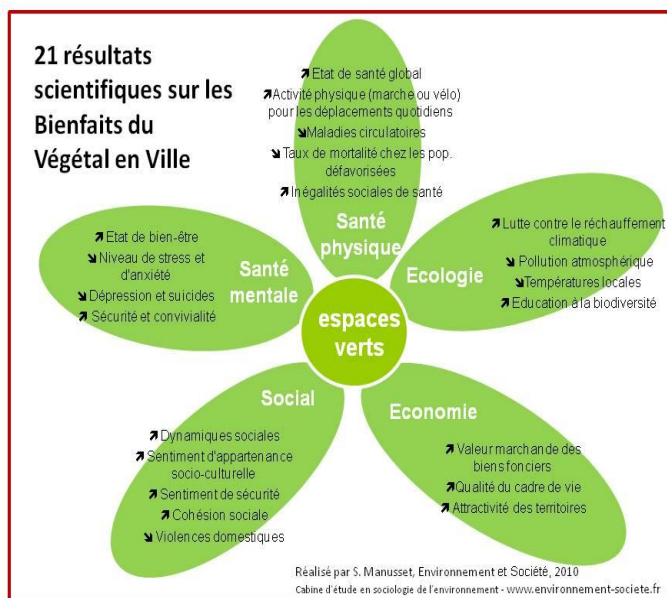 21 résultats
scientifiques sur les
Bienfaits du
Végétal en Ville
↗ Etat de santé global
↗Activité physique (marche ou vélo)
pour les déplacements quotidiens
↘Maladies circulatoires
↘Taux de mortalité chez les pop.
défavorisées
↗ Inégalités sociales de santé
Santé
physique
↗ Etat de bien-être
↘Niveau de stress et
d'anxiété
↘Dépression et suicides
↗ Sécurité et convivialité
Santé
mentale
↗ Lutte contre le réchauffement
climatique
↘ Pollution atmosphérique
↘Températures locales
↗ Education à la biodiversité
Ecologie
espaces
verts
Social
↗ Dynamiques sociales
↗Sentiment d'appartenance
socio-culturelle
↗ Sentiment de sécurité
↗ Cohésion sociale
↘ Violences domestiques
Economie
↗ Valeur marchande des
biens fonciers
↗Qualité du cadre de vie
↗ Attractivité des territoires
Réalisé par S. Manusset, Environnement et Société, 2010
Cabine d'étude en sociologie de l'environnement - www.environnement-societe.fr